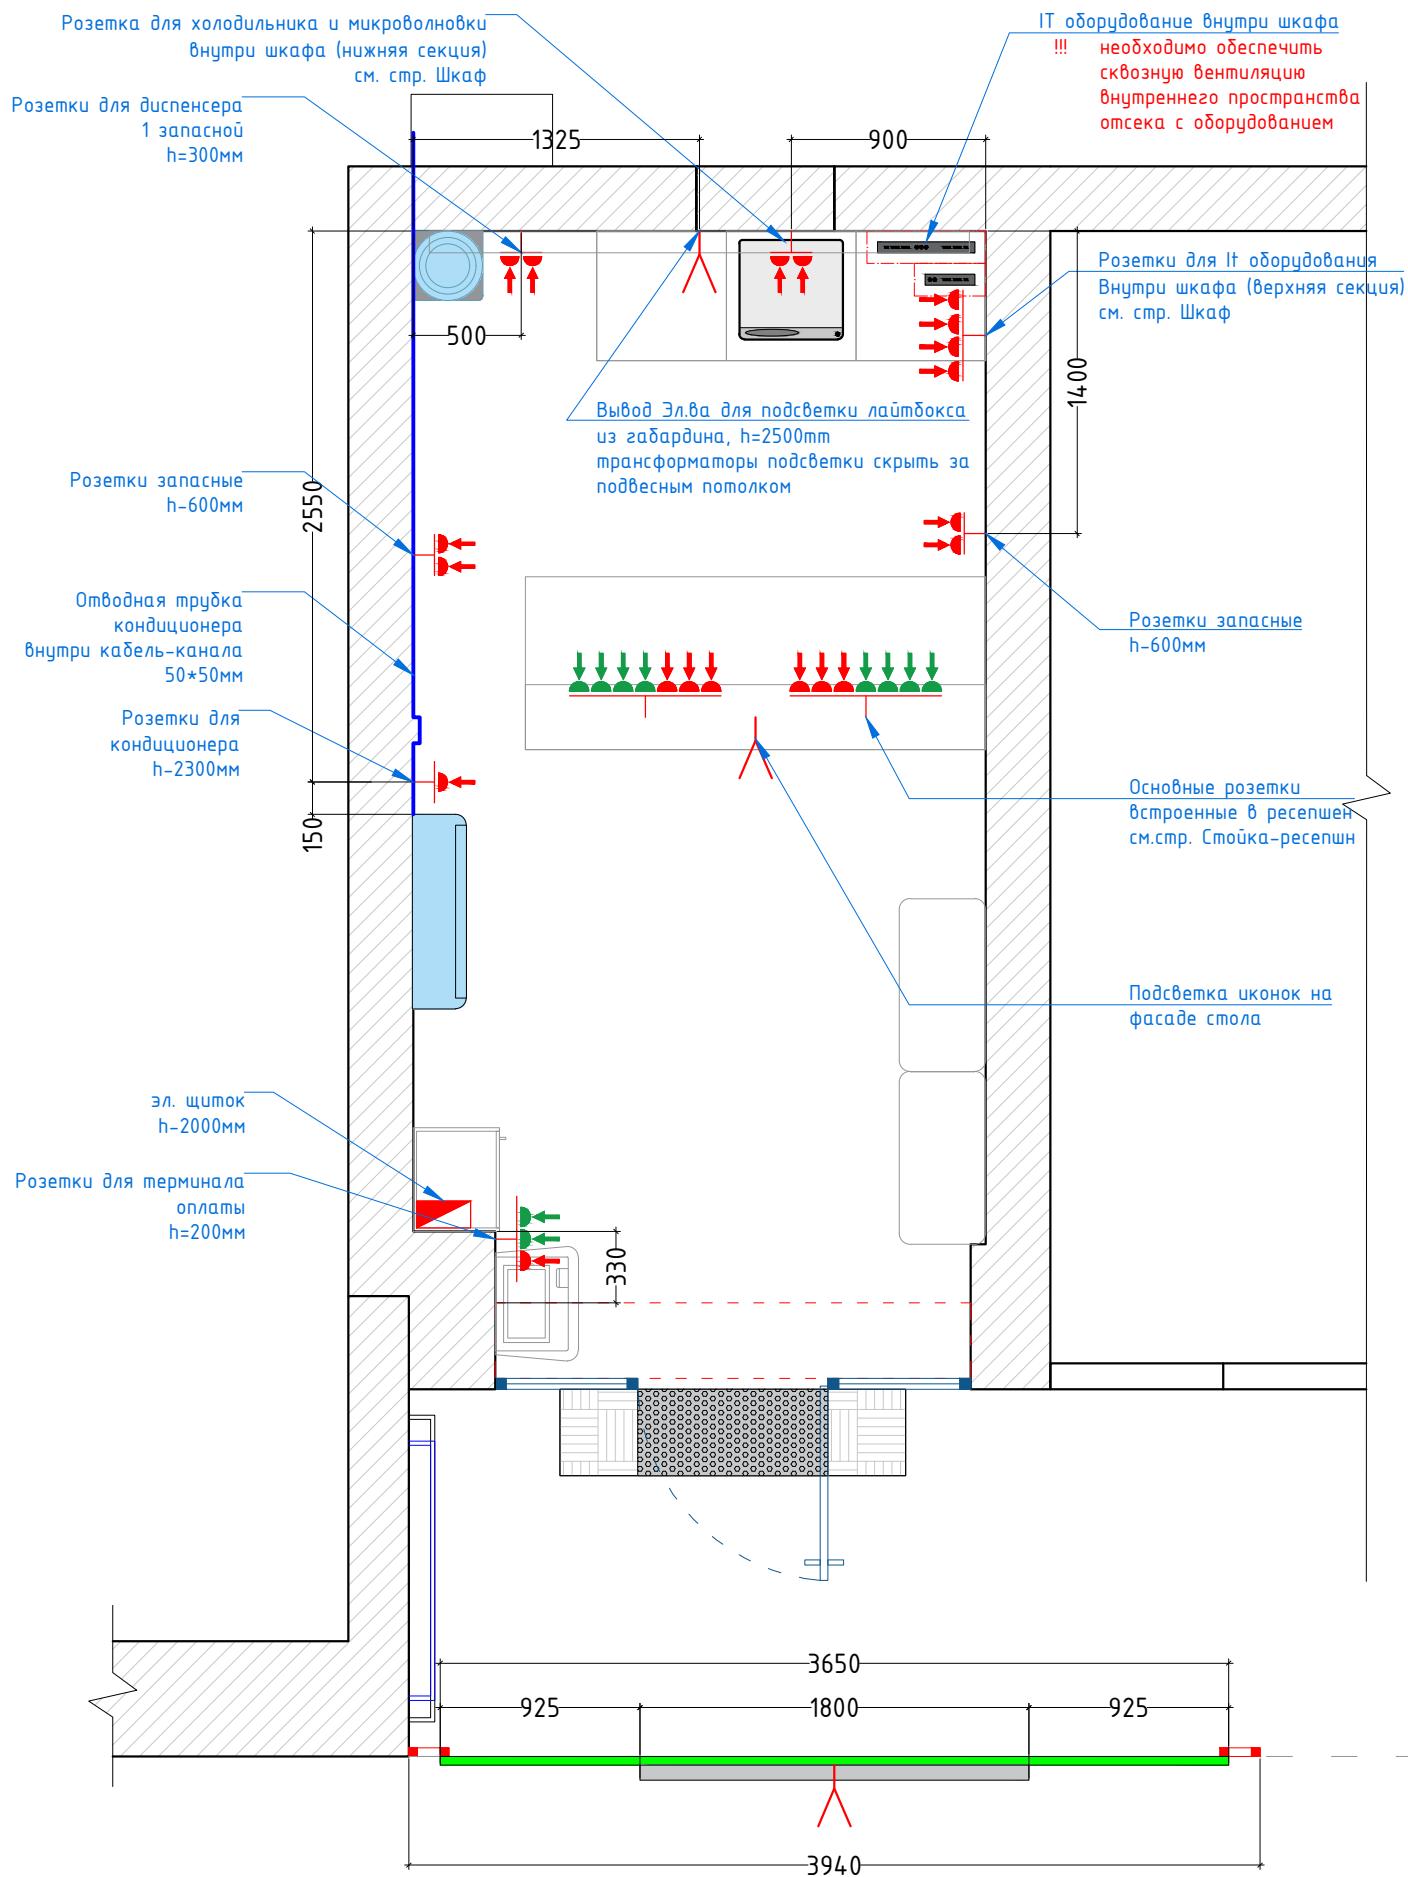 Розетка для холодильника и микроволновки
внутри шкафа (нижняя секция)
см. стр. Шкаф
IT оборудование внутри шкафа
!!! необходимо обеспечить
сквозную вентиляцию
внутреннего пространства
отсека с оборудованием
Розетки для диспенсера
1 запасной
h=300мм
1325
900
Розетки для It оборудования
Внутри шкафа (верхняя секция)
см. стр. Шкаф
500
1400
Вывод Эл.ва для подсветки лайтбокса
из габардина, h=2500mm
трансформаторы подсветки скрыть за
подвесным потолком
Розетки запасные
h-600мм
2550
Отводная трубка
кондиционера
внутри кабель-канала
50*50мм
Розетки запасные
h-600мм
Розетки для
кондиционера
h-2300мм
150
Основные розетки
встроенные в ресепшен
см.стр. Стойка-ресепшн
Подсветка иконок на
фасаде стола
эл. щиток
h-2000мм
Розетки для терминала
оплаты
h=200мм
330
3650
925
1800
925
3940